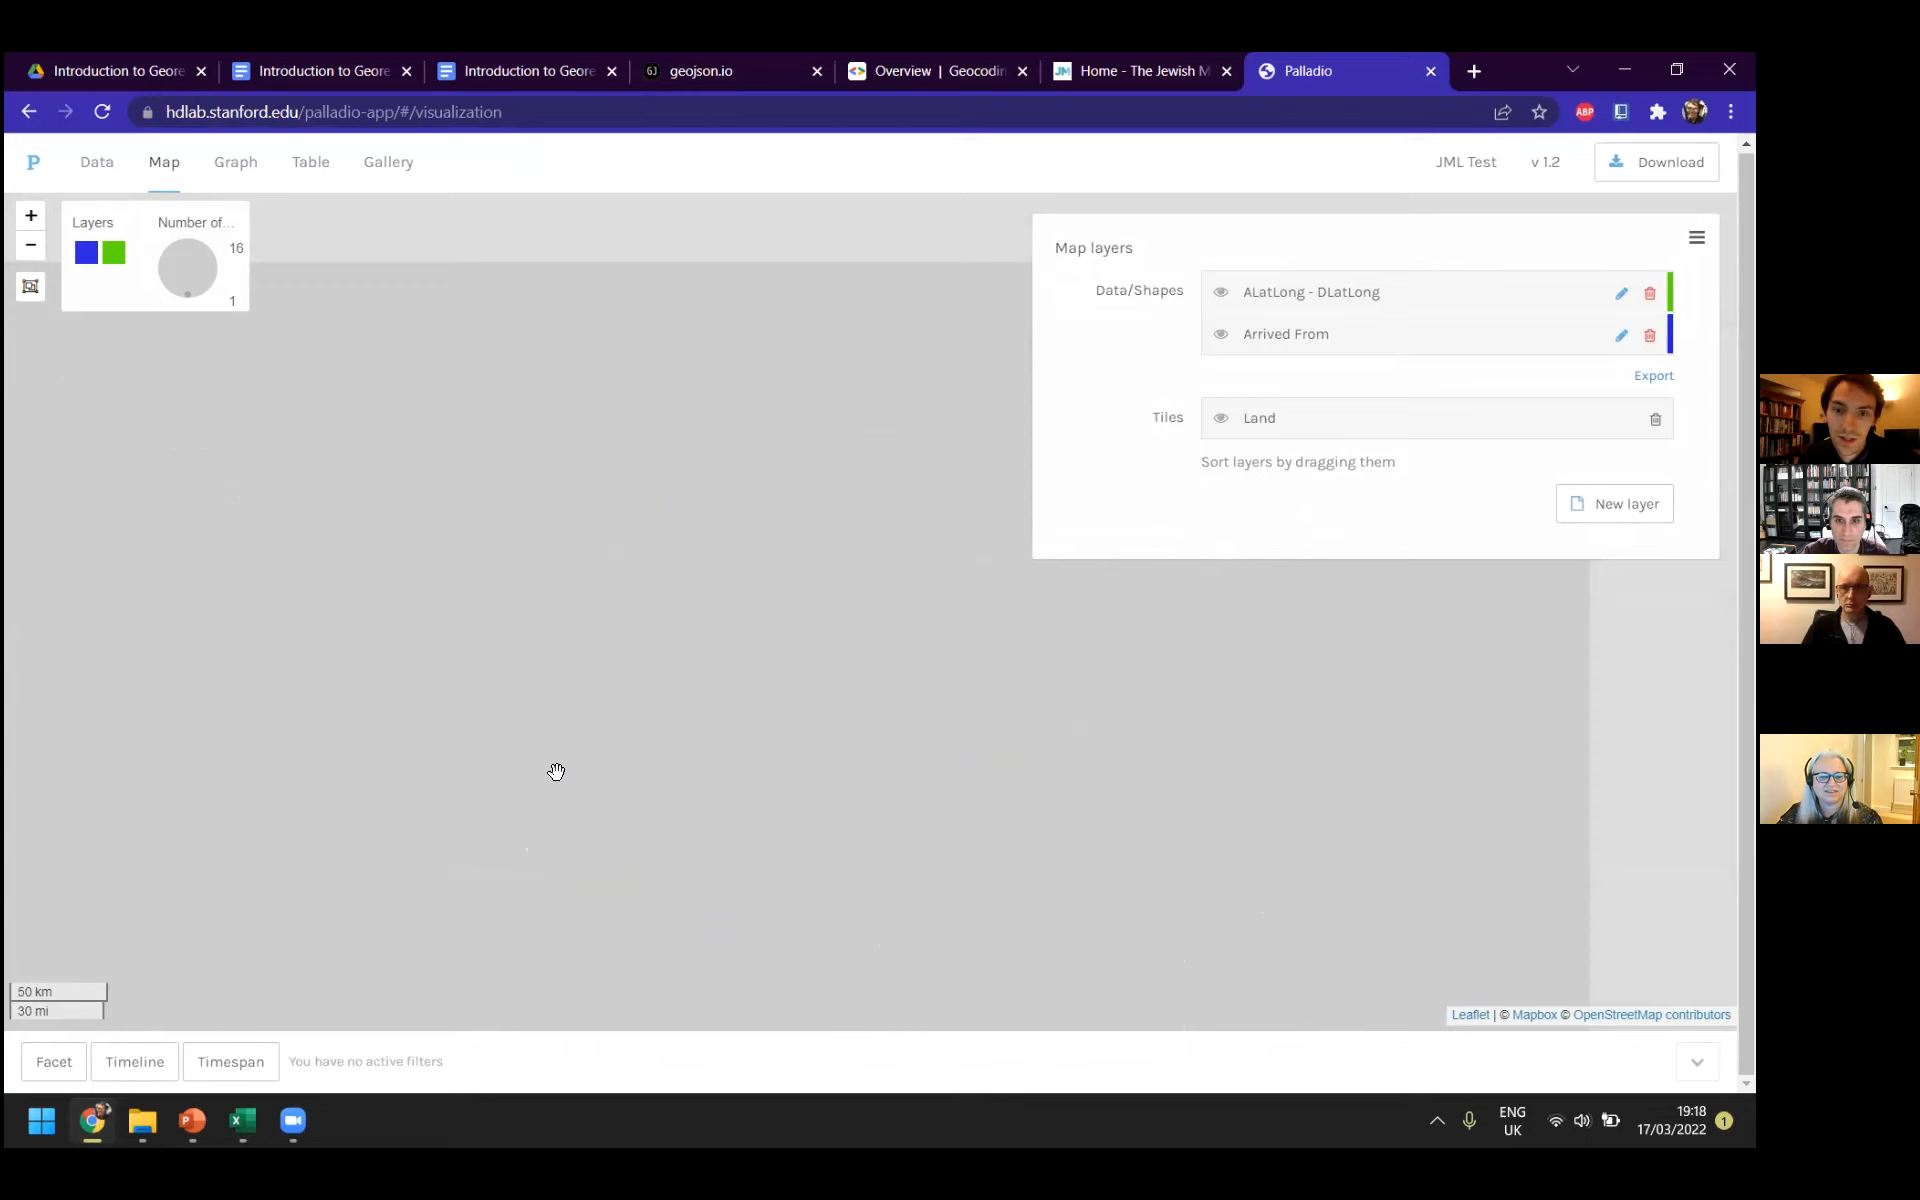 Introduction to Geore
Introduction to Geore
Introduction to Geore
GJ geojson.io
Overview | Geocodin
JM Home - The Jewish M
Palladio
hdlab.stanford.edu/palladio-app/#/visualization
ABP
P Data Map Graph Table Gallery
JML Test v 1.2 Download
+
−
Layers Number of...
16
1
Map layers
Data/Shapes ALatLong - DLatLong
Arrived From
Export
Tiles Land
Sort layers by dragging them
New layer
50 km
30 mi
Leaflet | © Mapbox © OpenStreetMap contributors
Facet Timeline Timespan You have no active filters
ENG
UK
19:18
17/03/2022
1